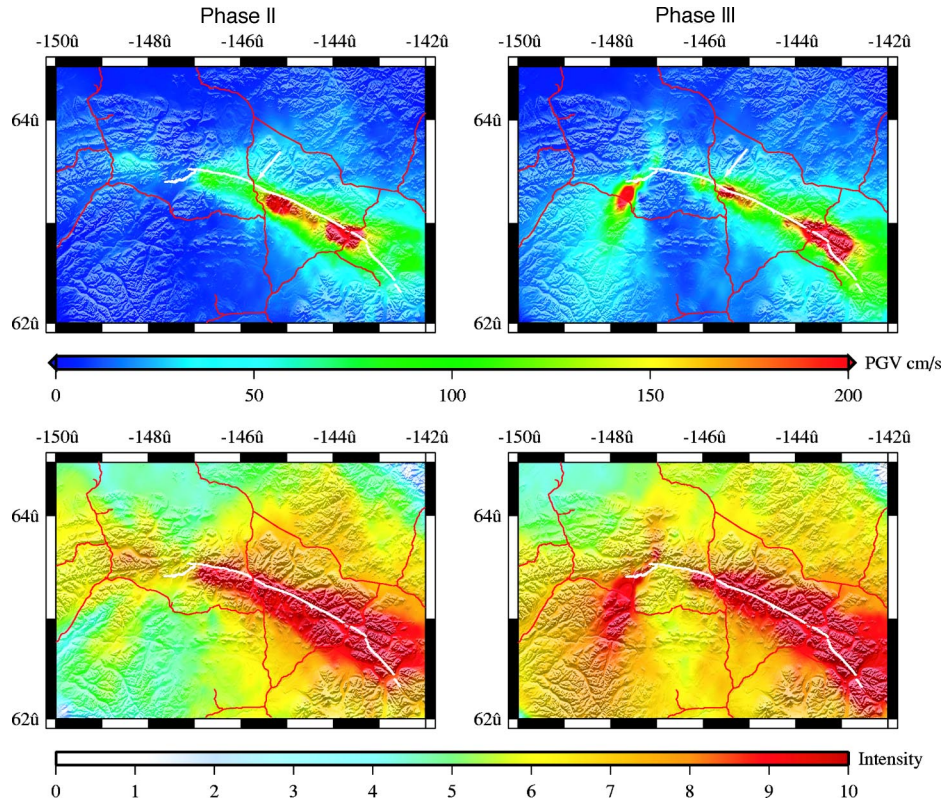 Phase II
Phase III
-150û -148û -146û -144û -142û
-150û -148û -146û -144û -142û
64û
64û
62û
62û
PGV cm/s
0 50 100 150 200
-150û -148û -146û -144û -142û
-150û -148û -146û -144û -142û
64û
64û
62û
62û
Intensity
0 1 2 3 4 5 6 7 8 9 10